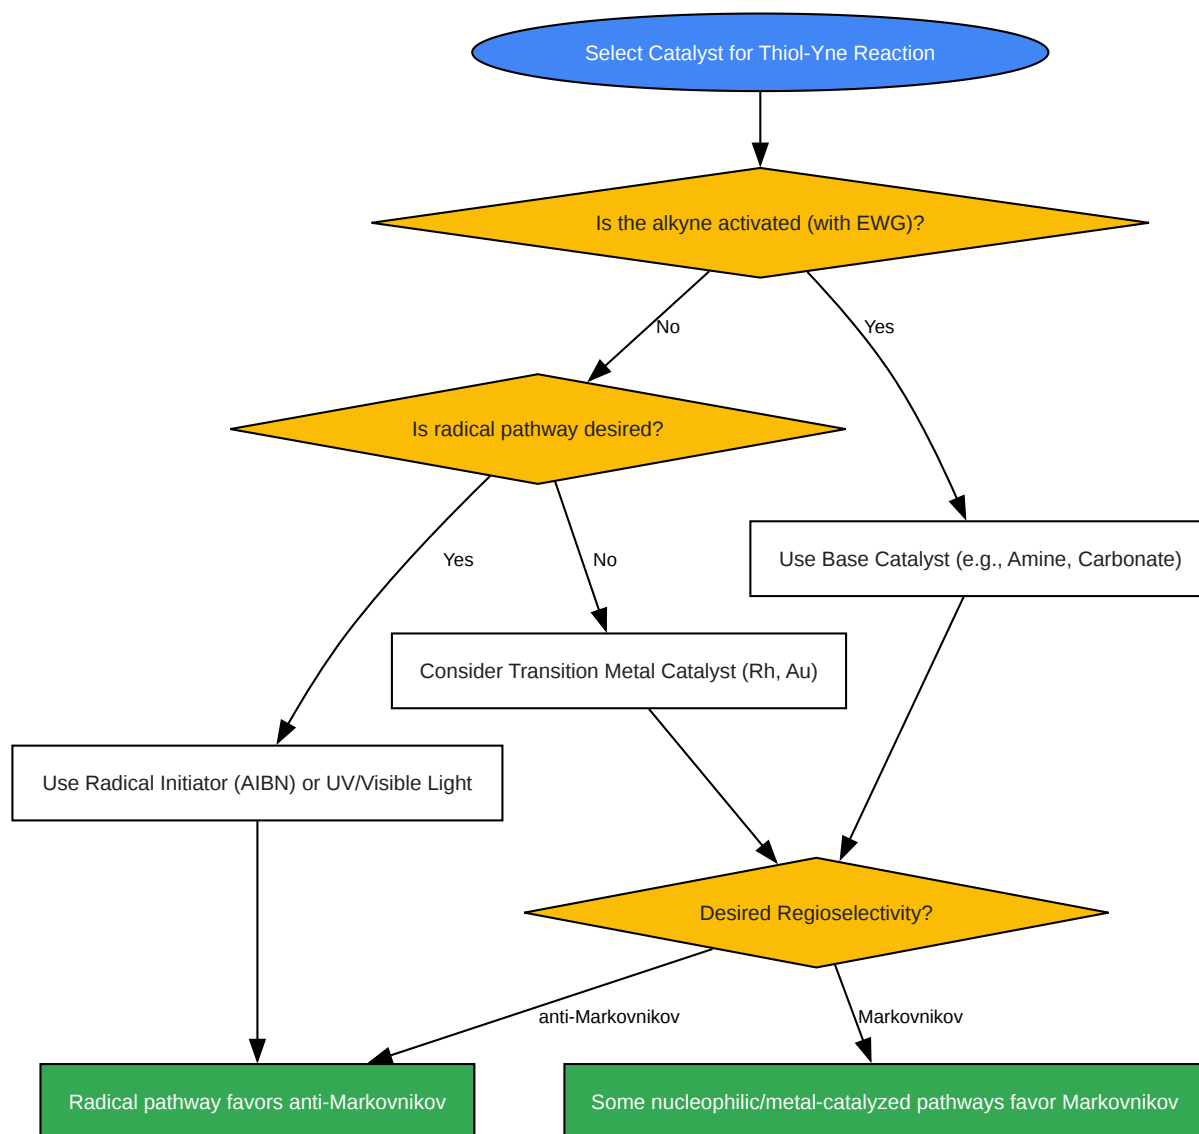 Select Catalyst for Thiol-Yne Reaction
Is the alkyne activated (with EWG)?
No
Yes
Is radical pathway desired?
Yes
No
Use Base Catalyst (e.g., Amine, Carbonate)
Consider Transition Metal Catalyst (Rh, Au)
Use Radical Initiator (AIBN) or UV/Visible Light
Desired Regioselectivity?
anti-Markovnikov
Markovnikov
Radical pathway favors anti-Markovnikov
Some nucleophilic/metal-catalyzed pathways favor Markovnikov